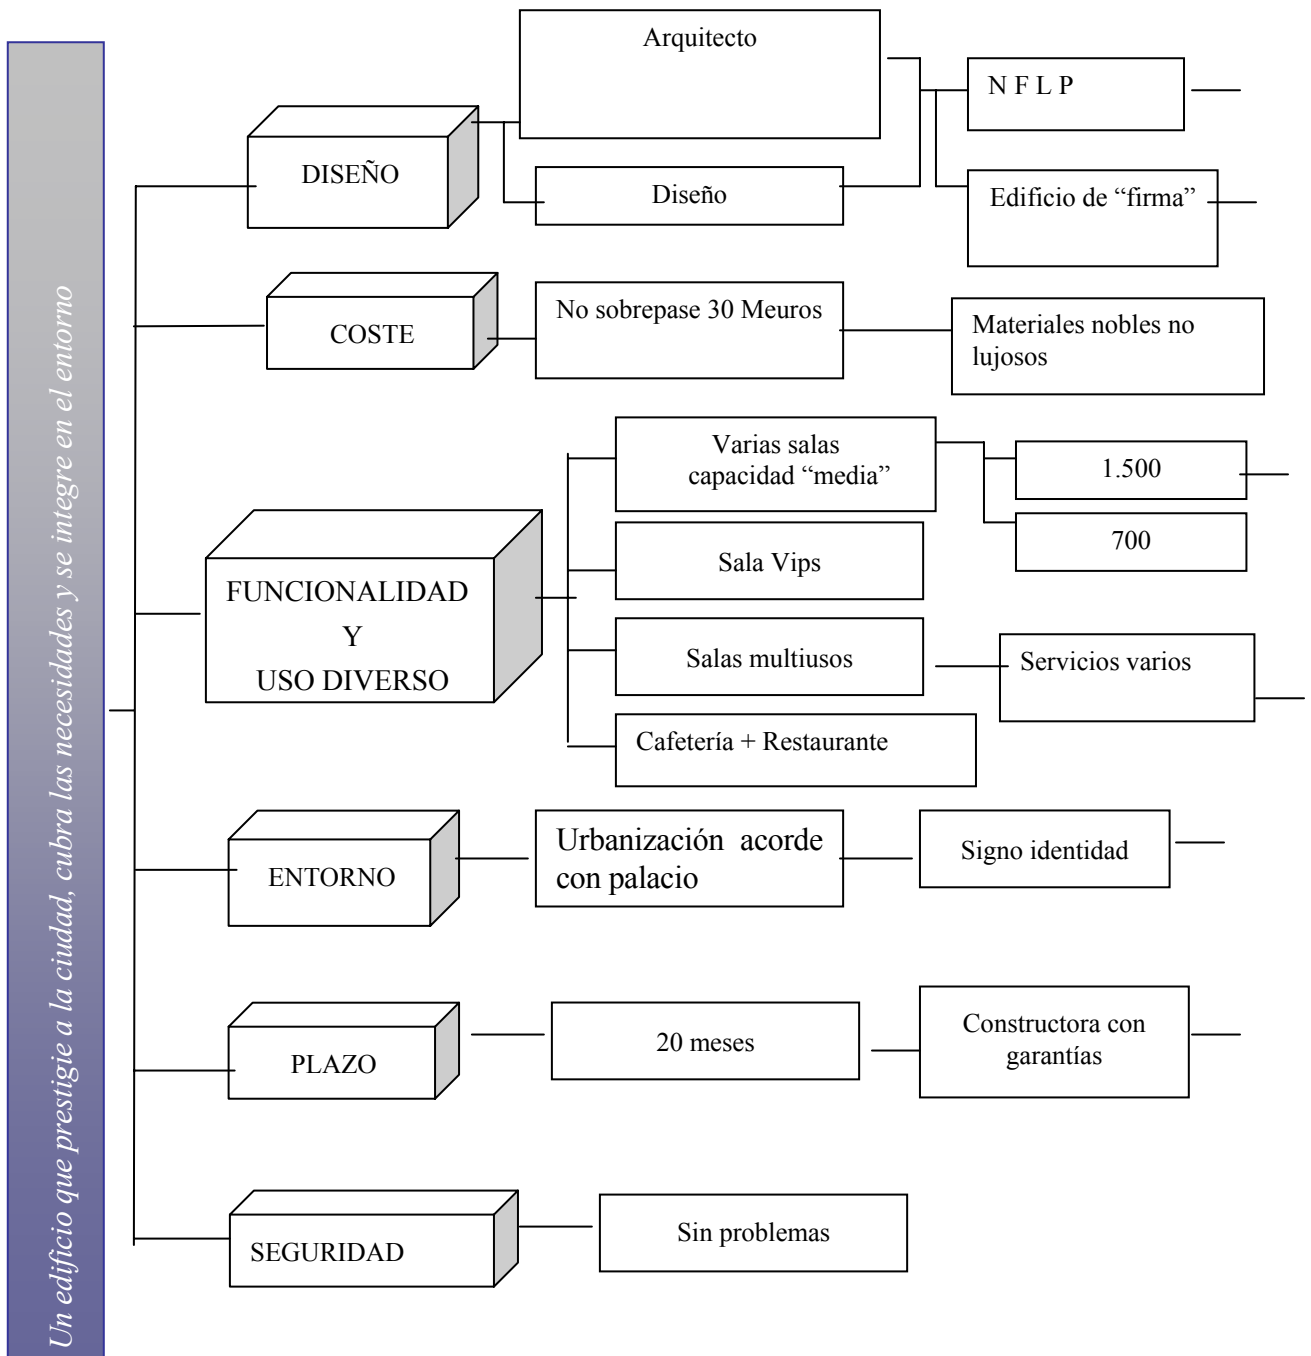 Un edificio que prestigie a la ciudad, cubra las necesidades y se integre en el entorno
DISEÑO
Arquitecto
Diseño
N F L P
Edificio de “firma”
COSTE
No sobrepase 30 Meuros
Materiales nobles no
lujosos
FUNCIONALIDAD
Y
USO DIVERSO
Varias salas
capacidad “media”
1.500
700
Sala Vips
Salas multiusos
Servicios varios
Cafetería + Restaurante
ENTORNO
Urbanización acorde
con palacio
Signo identidad
PLAZO
20 meses
Constructora con
garantías
SEGURIDAD
Sin problemas